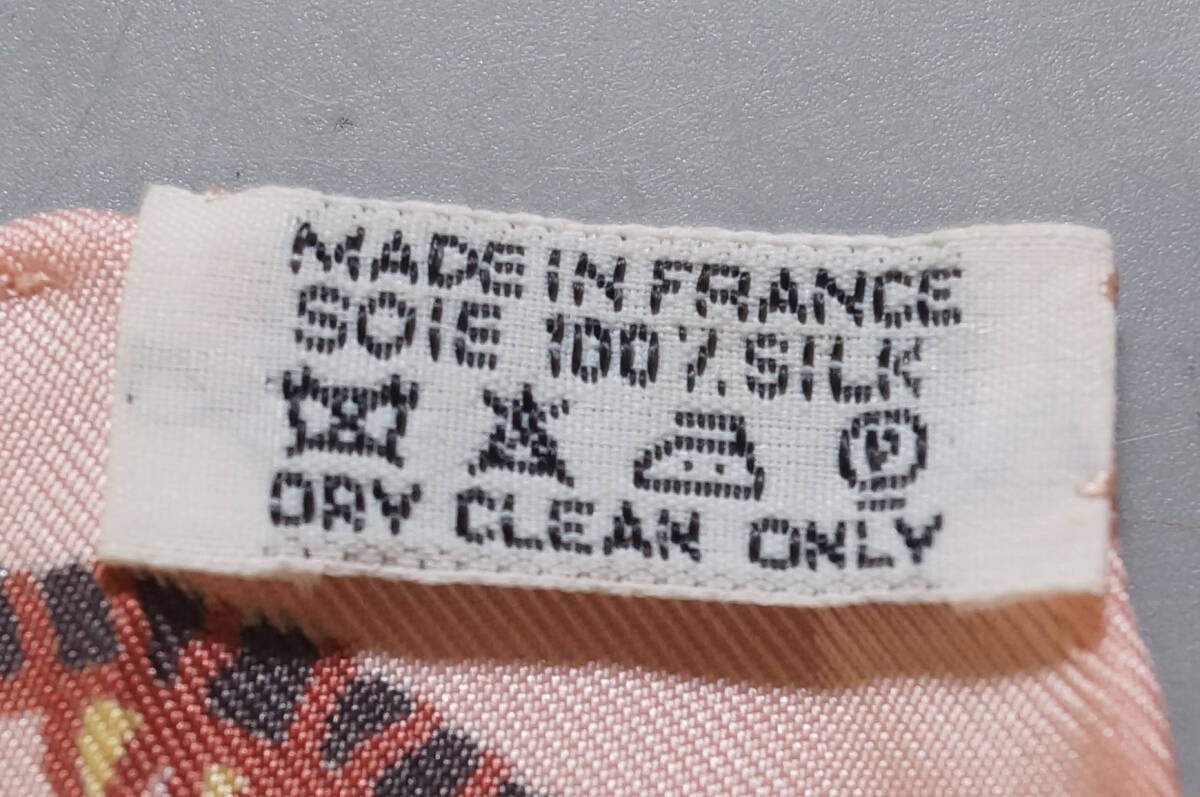 MADE IN FRANCE
SOIE 100% SILK
P
DRY CLEAN ONLY